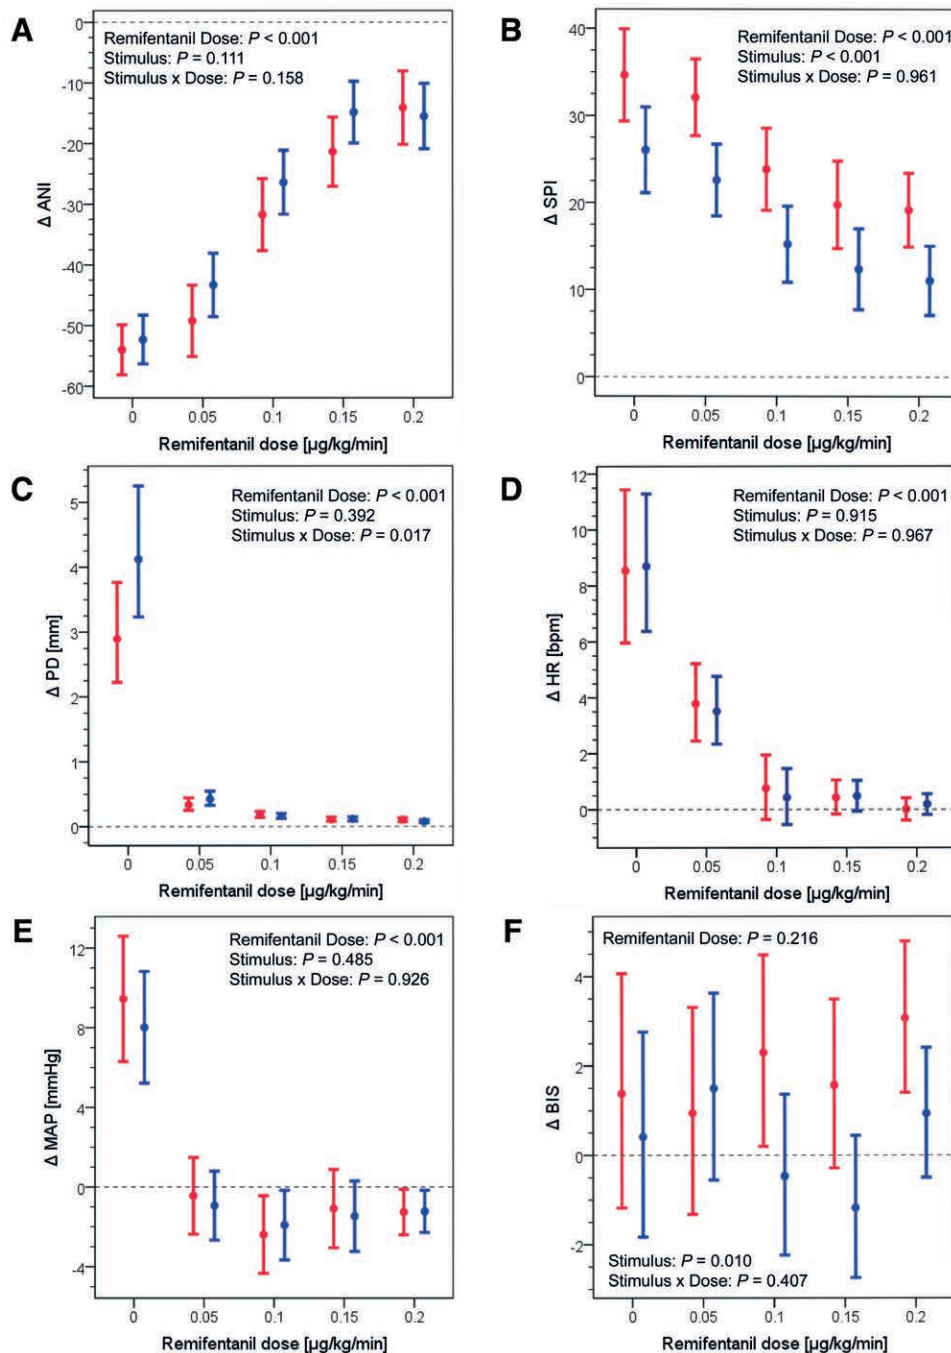 A
Remifentanil Dose: P < 0.001
Stimulus: P = 0.111
Stimulus x Dose: P = 0.158
0
-10
-20
-30
-40
-50
-60
Δ ANI
0 0.05 0.1 0.15 0.2
Remifentanil dose [µg/kg/min]
B
Remifentanil Dose: P < 0.001
Stimulus: P < 0.001
Stimulus x Dose: P = 0.961
40
30
20
10
0
Δ SPI
0 0.05 0.1 0.15 0.2
Remifentanil dose [µg/kg/min]
C
Remifentanil Dose: P < 0.001
Stimulus: P = 0.392
Stimulus x Dose: P = 0.017
5
4
3
2
1
0
Δ PD [mm]
0 0.05 0.1 0.15 0.2
Remifentanil dose [µg/kg/min]
D
Remifentanil Dose: P < 0.001
Stimulus: P = 0.915
Stimulus x Dose: P = 0.967
12
10
8
6
4
2
0
Δ HR [bpm]
0 0.05 0.1 0.15 0.2
Remifentanil dose [µg/kg/min]
E
Remifentanil Dose: P < 0.001
Stimulus: P = 0.485
Stimulus x Dose: P = 0.926
12
8
4
0
-4
Δ MAP [mmHg]
0 0.05 0.1 0.15 0.2
Remifentanil dose [µg/kg/min]
F
Remifentanil Dose: P = 0.216
4
2
0
-2
Δ BIS
Stimulus: P = 0.010
Stimulus x Dose: P = 0.407
0 0.05 0.1 0.15 0.2
Remifentanil dose [µg/kg/min]